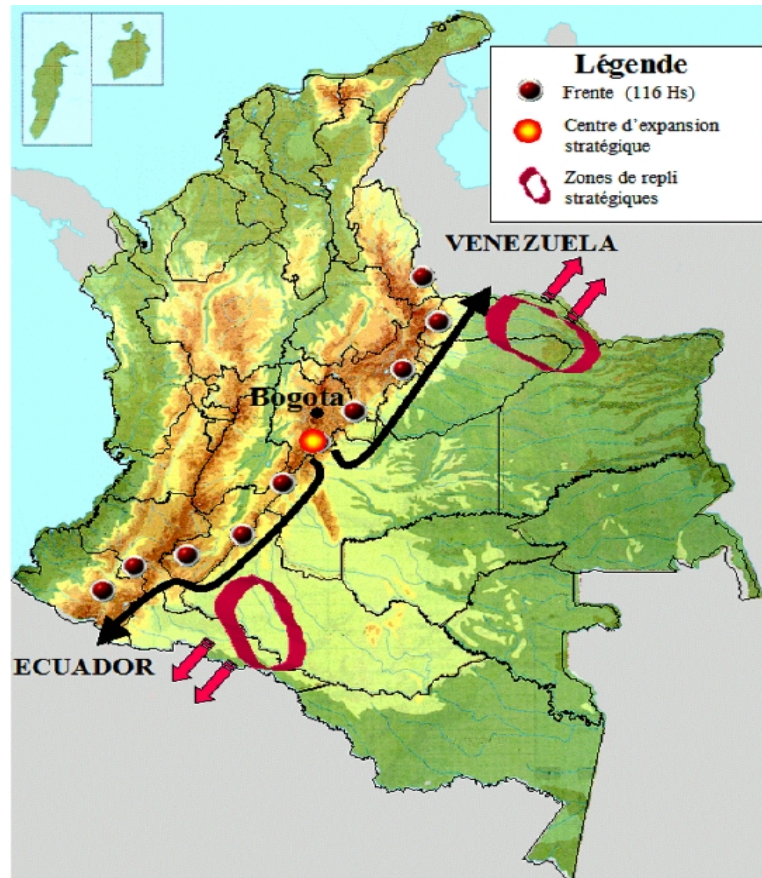 Légende
Frente (116 Hs)
Centre d'expansion
stratégique
Zones de repli
stratégiques
VENEZUELA
Bogota
ECUADOR